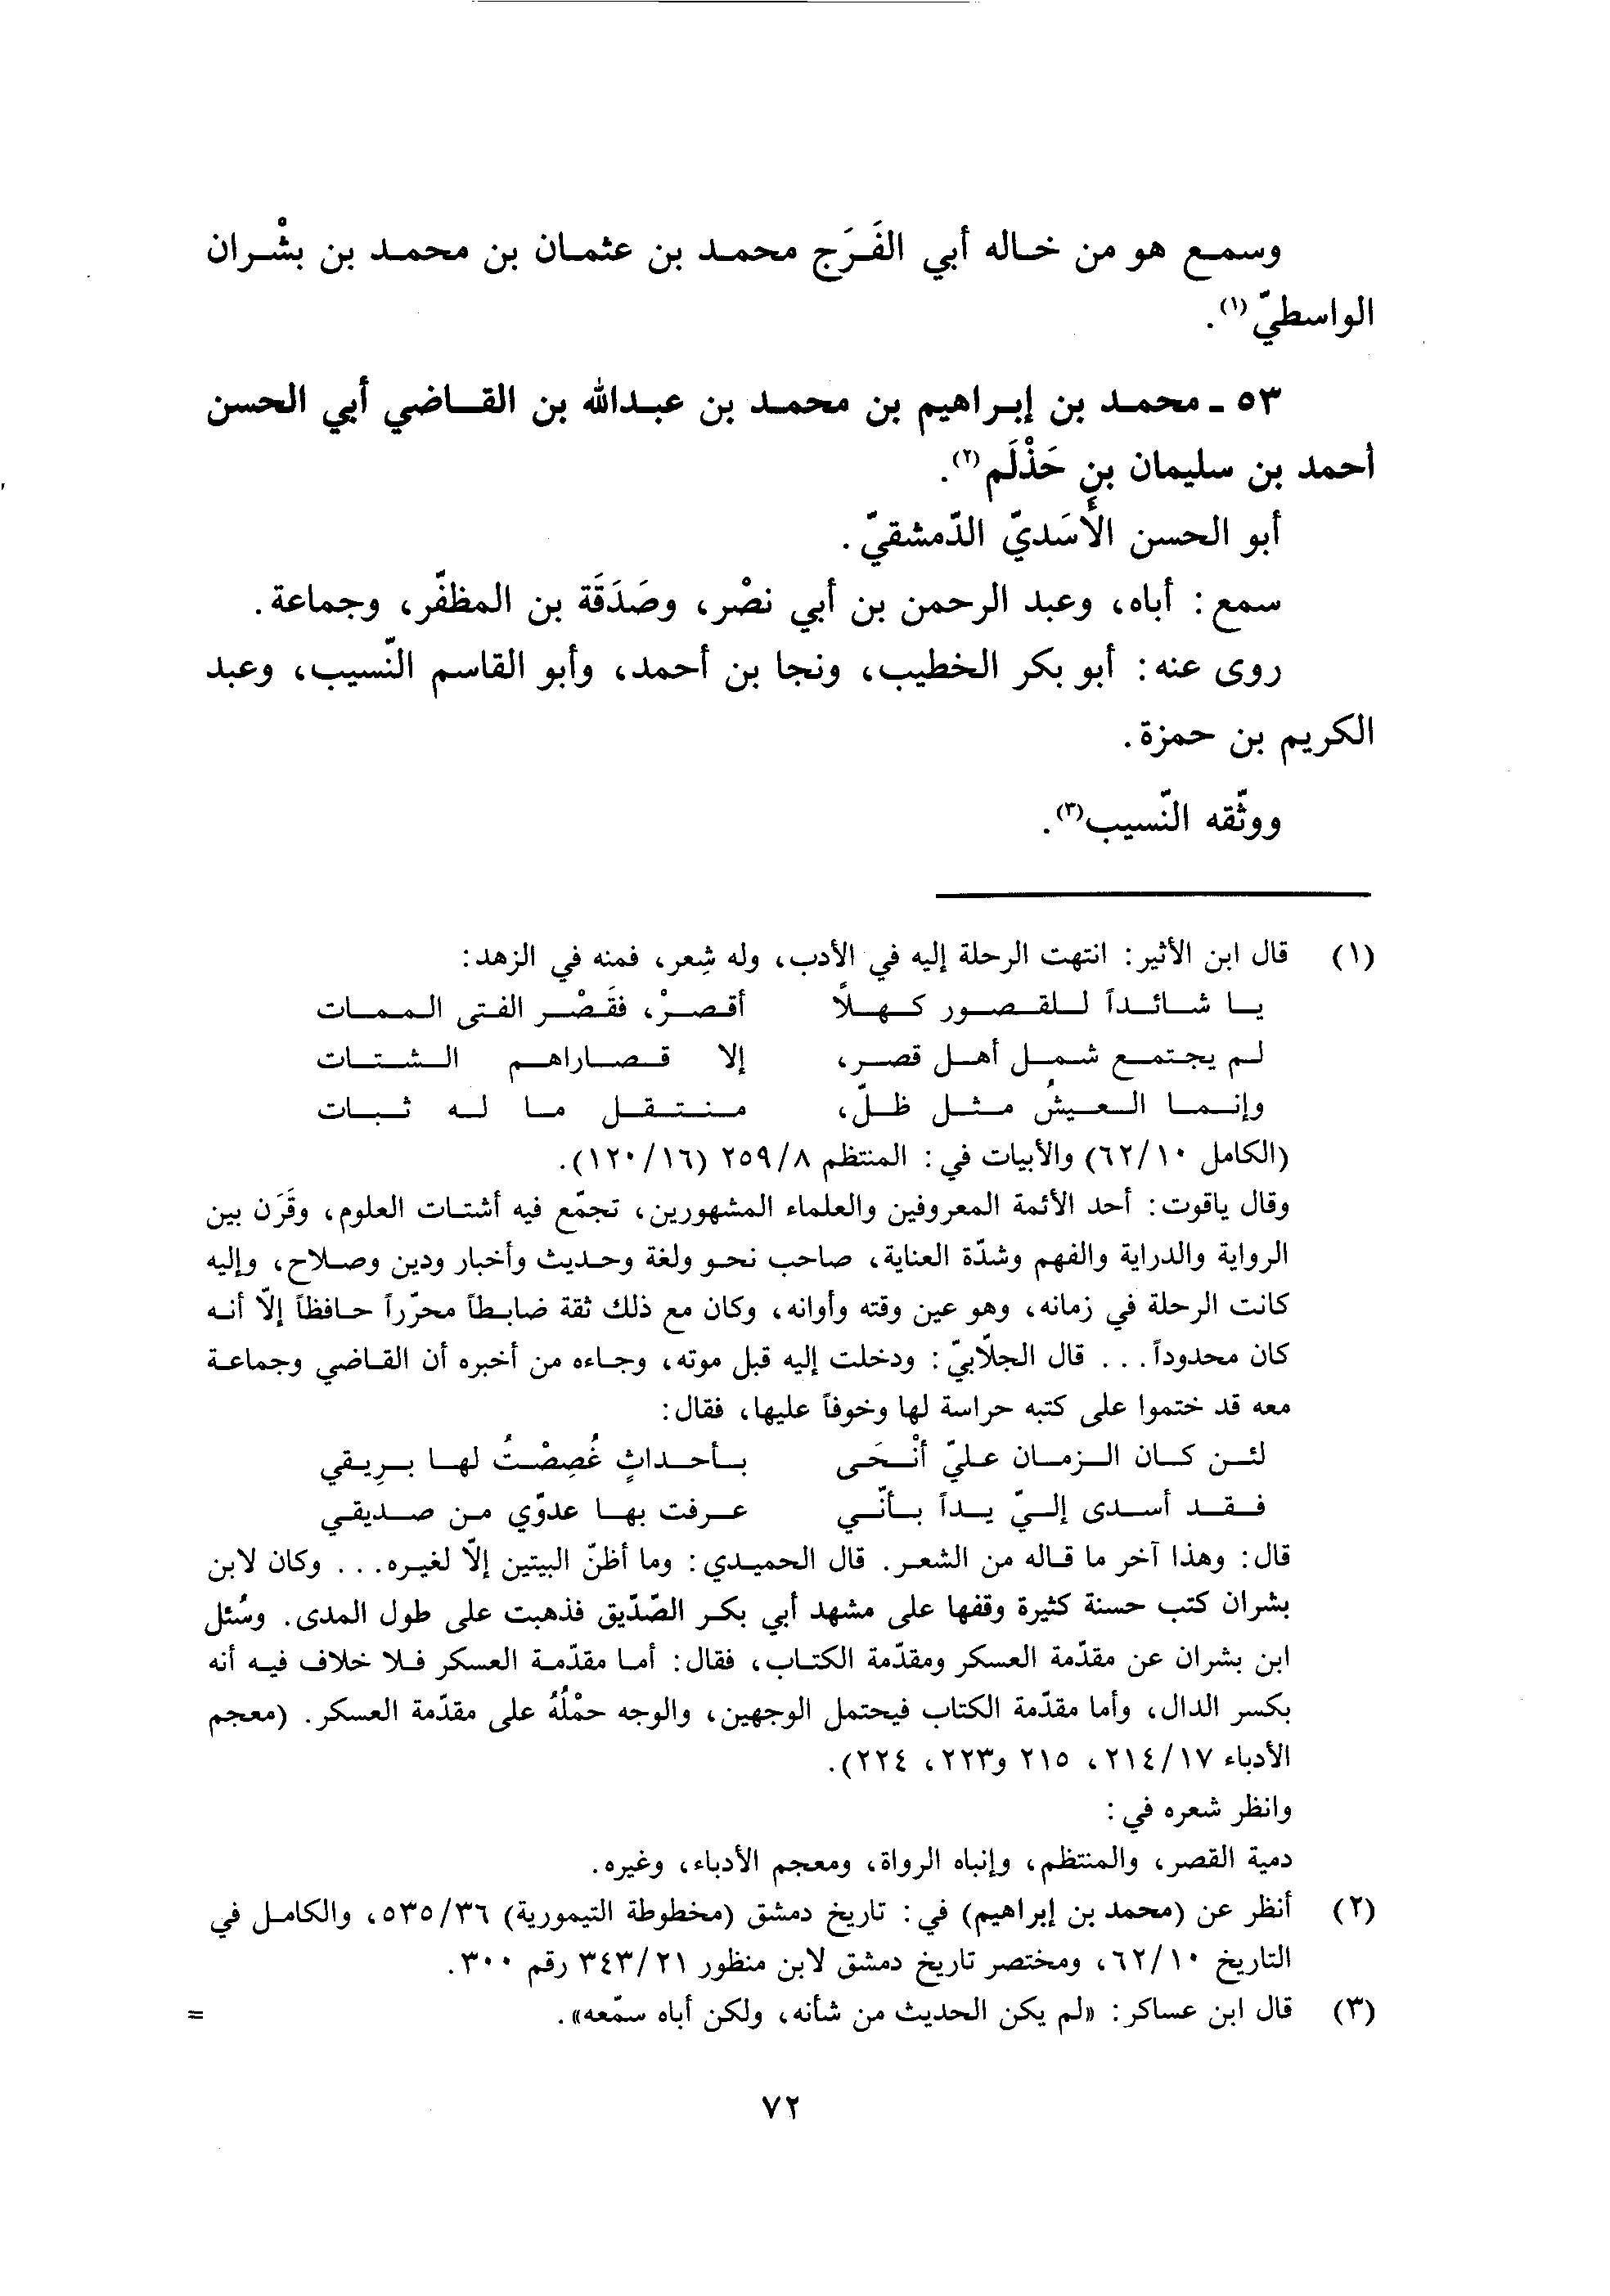 وسمع هو من خاله أبي الفَرَج محمد بن عثمان بن محمد بن بشْران
الواسطيّ(١).
٥٣ ـ محمد بن إبراهيم بن محمد بن عبدالله بن القاضي أبي الحسن
أحمد بن سليمان بن حَذْلَم(٢).
أبو الحسن الأَسَديّ الدّمشقيّ.
سمع: أباه، وعبد الرحمن بن أبي نصْر، وصَدَقَة بن المظفّر، وجماعة.
روى عنه: أبو بكر الخطيب، ونجا بن أحمد، وأبو القاسم النّسيب، وعبد
الكريم بن حمزة.
ووثّقه النّسيب(٣).
(١) قال ابن الأثير: انتهت الرحلة إليه في الأدب، وله شِعر، فمنه في الزهد:
يا شائداً للقصور كهلاً أقصرْ، فقَصْر الفتى الممات
لم يجتمع شمل أهل قصر، إلا قصاراهم الشتات
وإنما العيشُ مثل ظلّ، منتقل ما له ثبات
(الكامل ٦٢/١٠) والأبيات في: المنتظم ٢٥٩/٨ (١٢٠/١٦).
وقال ياقوت: أحد الأئمة المعروفين والعلماء المشهورين، تجمّع فيه أشتات العلوم، وقَرَن بين
الرواية والدراية والفهم وشدّة العناية، صاحب نحو ولغة وحديث وأخبار ودين وصلاح، وإليه
كانت الرحلة في زمانه، وهو عين وقته وأوانه، وكان مع ذلك ثقة ضابطاً محرّراً حافظاً إلّا أنه
كان محدوداً... قال الجلّابيّ: ودخلت إليه قبل موته، وجاءه من أخبره أن القاضي وجماعة
معه قد ختموا على كتبه حراسة لها وخوفاً عليها، فقال:
لئن كان الزمان عليّ أنْحَى بأحداثٍ غُصِصْتُ لها برِيقي
فقد أسدى إليّ يداً بأنّي عرفت بها عدوّي من صديقي
قال: وهذا آخر ما قاله من الشعر. قال الحميدي: وما أظنّ البيتين إلّا لغيره... وكان لابن
بشران كتب حسنة كثيرة وقفها على مشهد أبي بكر الصّدّيق فذهبت على طول المدى. وسُئل
ابن بشران عن مقدّمة العسكر ومقدّمة الكتاب، فقال: أما مقدّمة العسكر فلا خلاف فيه أنه
بكسر الدال، وأما مقدّمة الكتاب فيحتمل الوجهين، والوجه حمْلُهُ على مقدّمة العسكر. (معجم
الأدباء ٢١٤/١٧، ٢١٥ و٢٢٣، ٢٢٤).
وانظر شعره في:
دمية القصر، والمنتظم، وإنباه الرواة، ومعجم الأدباء، وغيره.
(٢) أنظر عن (محمد بن إبراهيم) في: تاريخ دمشق (مخطوطة التيمورية) ٥٣٥/٣٦، والكامل في
التاريخ ٦٢/١٠، ومختصر تاريخ دمشق لابن منظور ٣٤٣/٢١ رقم ٣٠٠.
(٣) قال ابن عساكر: «لم يكن الحديث من شأنه، ولكن أباه سمّعه». =
٧٢